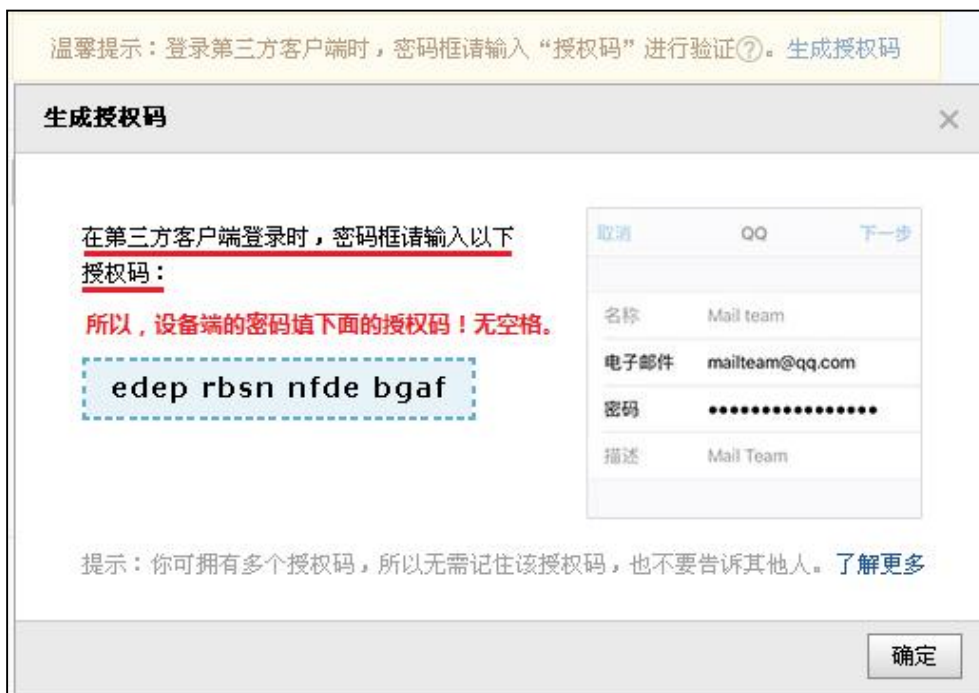 温馨提示：登录第三方客户端时，密码框请输入“授权码”进行验证?。生成授权码
生成授权码
×
在第三方客户端登录时，密码框请输入以下
授权码：
所以，设备端的密码填下面的授权码！无空格。
edep rbsn nfde bgaf
取消 QQ 下一步
名称 Mail team
电子邮件 mailteam@qq.com
密码 ●●●●●●●●●●●●●●●●
描述 Mail Team
提示：你可拥有多个授权码，所以无需记住该授权码，也不要告诉其他人。了解更多
确定